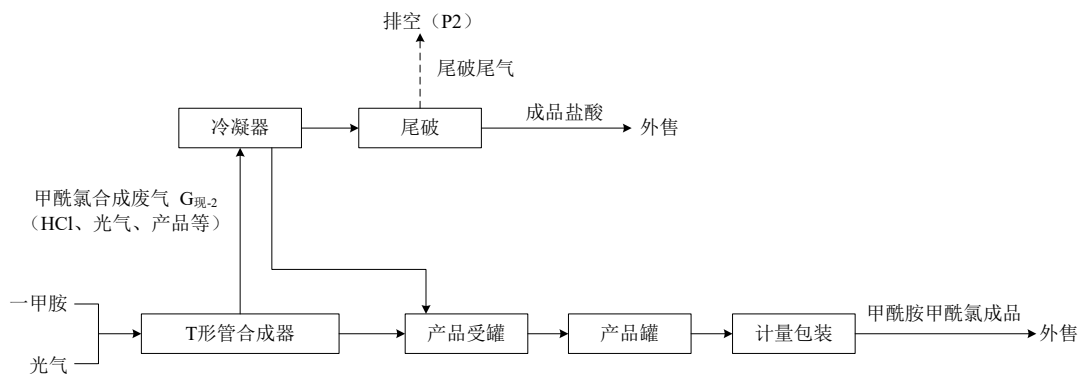 排空（P2）
尾破尾气
冷凝器
尾破
成品盐酸
外售
甲酰氯合成废气 G现-2
（HCl、光气、产品等）
一甲胺
光气
T形管合成器
产品受罐
产品罐
计量包装
甲酰胺甲酰氯成品
外售